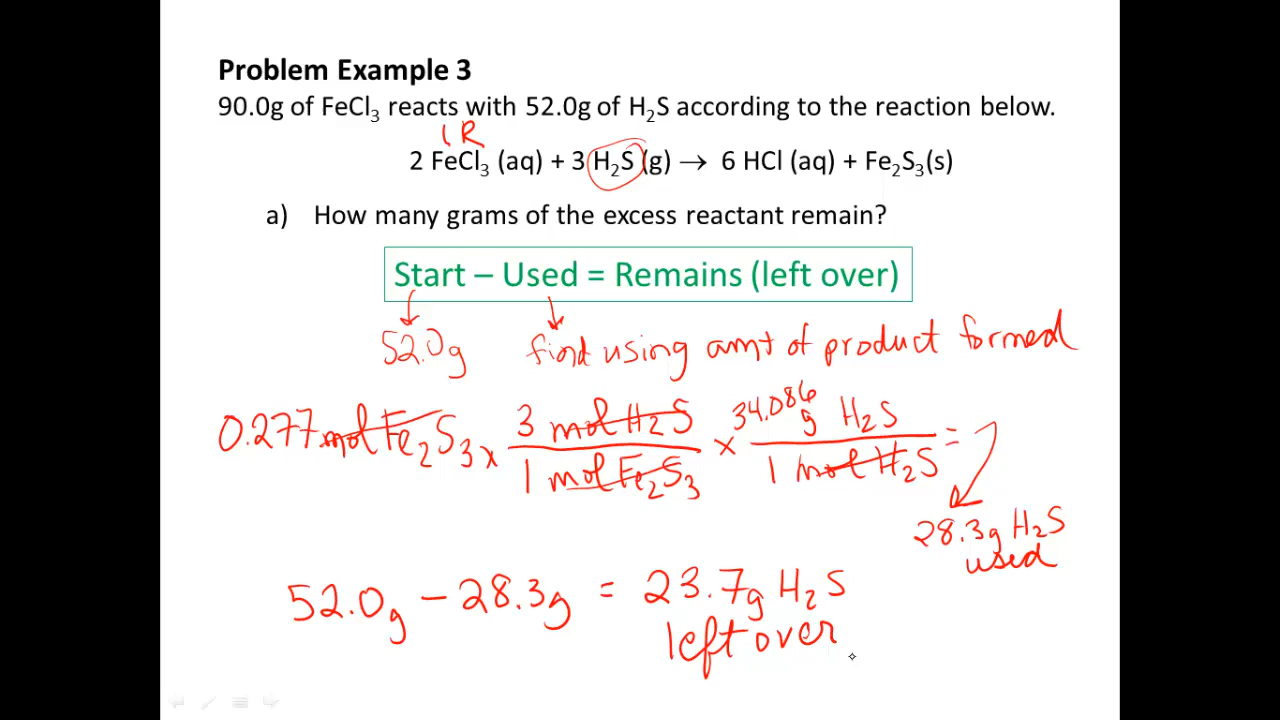 Problem Example 3
90.0g of FeCl₃ reacts with 52.0g of H₂S according to the reaction below.
LR
2 FeCl₃ (aq) + 3 H₂S (g) → 6 HCl (aq) + Fe₂S₃(s)
a) How many grams of the excess reactant remain?
Start – Used = Remains (left over)
52.0g find using amt of product formed
0.277 mol Fe₂S₃ x 3 mol H₂S / 1 mol Fe₂S₃ x 34.086 g H₂S / 1 mol H₂S =
28.3g H₂S
used
52.0g – 28.3g = 23.7g H₂S
left over